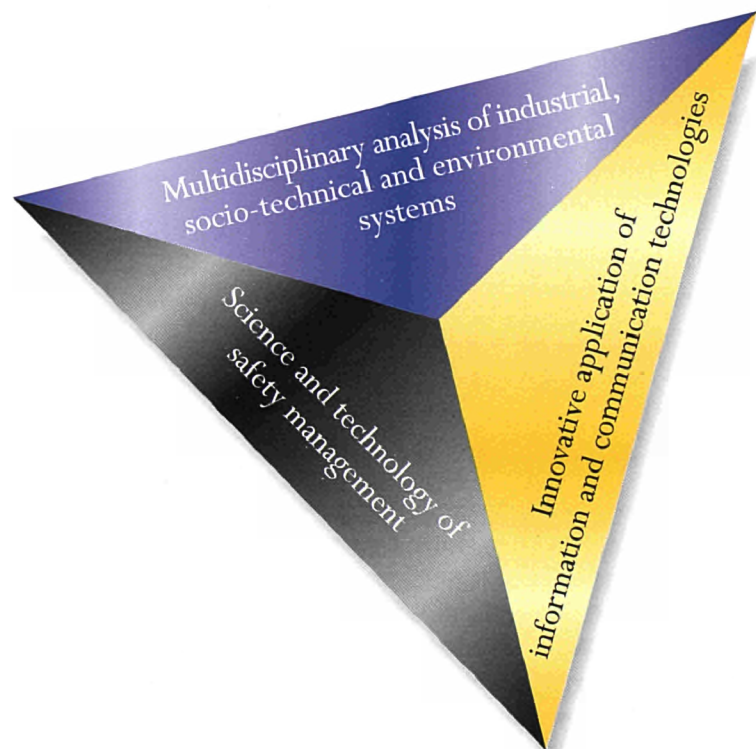 Multidisciplinary analysis of industrial,
socio-technical and environmental
systems
Science and technology of
safety management
Innovative application of
information and communication technologies